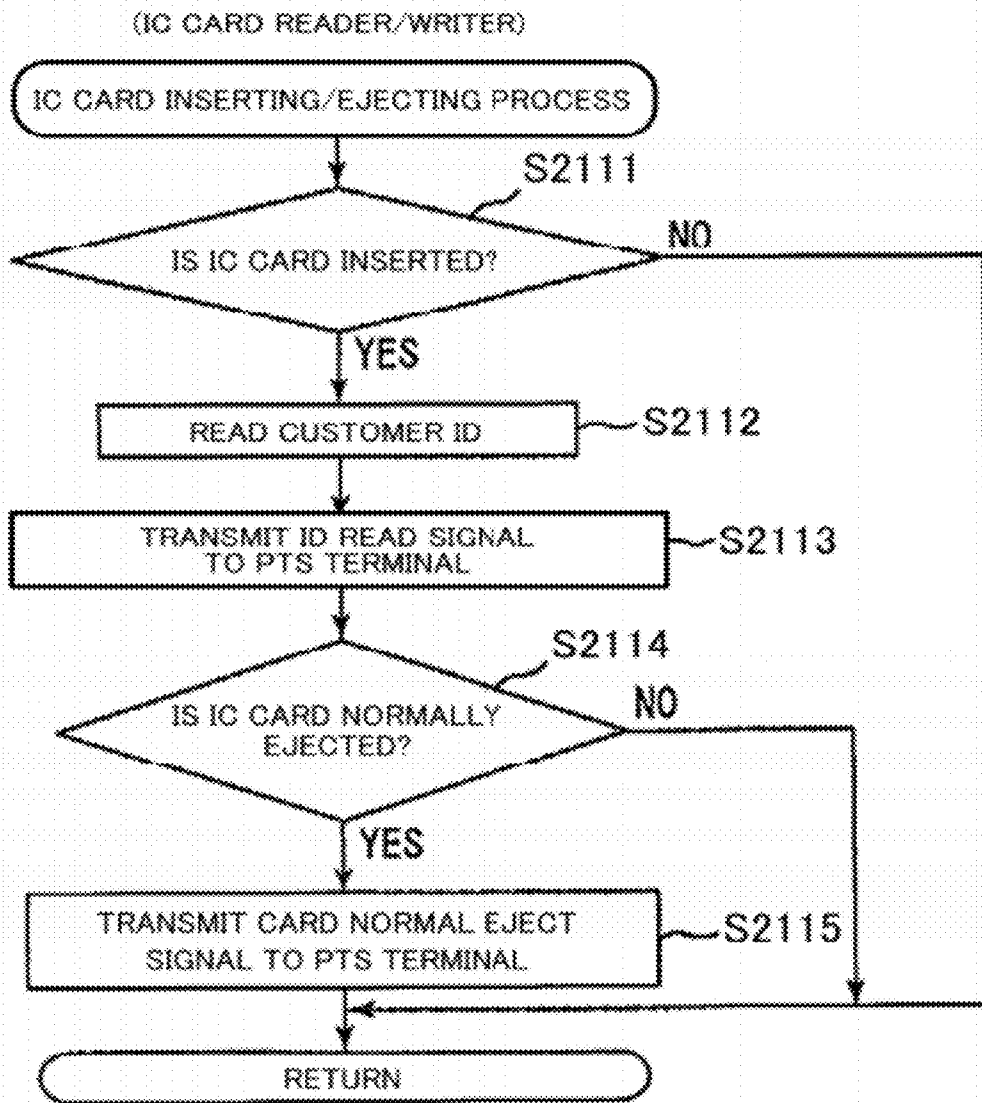 (IC CARD READER/WRITER)
IC CARD INSERTING/EJECTING PROCESS
S2111
IS IC CARD INSERTED?
NO
YES
READ CUSTOMER ID
S2112
TRANSMIT ID READ SIGNAL
TO PTS TERMINAL
S2113
S2114
IS IC CARD NORMALLY
EJECTED?
NO
YES
TRANSMIT CARD NORMAL EJECT
SIGNAL TO PTS TERMINAL
S2115
RETURN